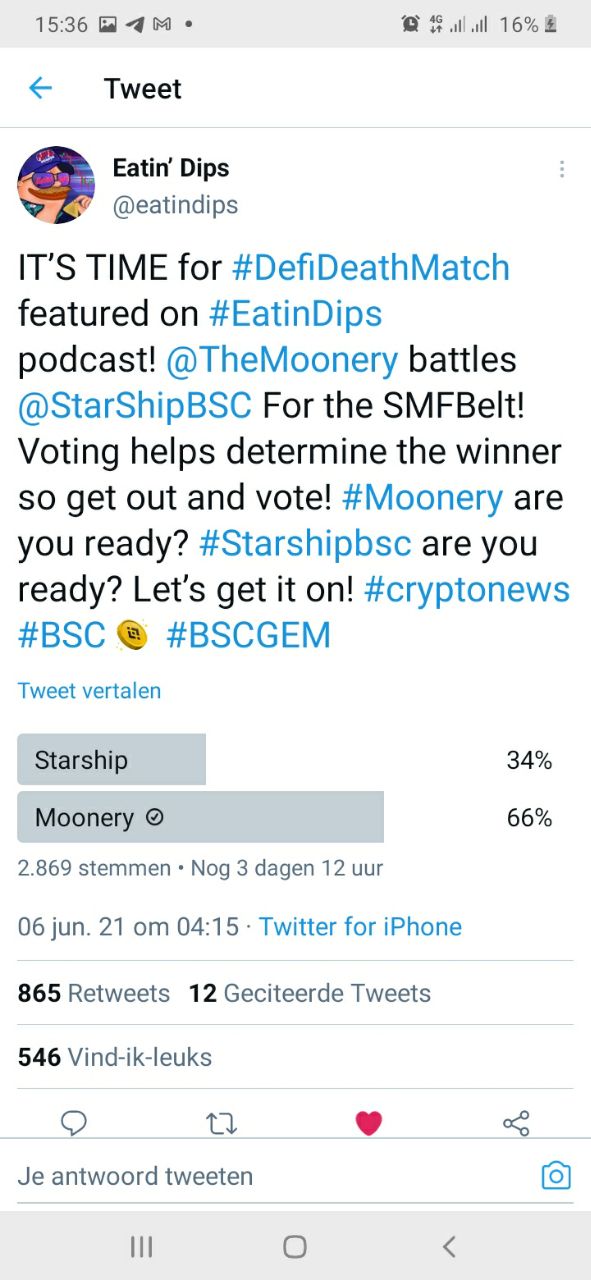 15:36
4G
16%
Tweet
Eatin’ Dips
@eatindips
IT’S TIME for #DefiDeathMatch
featured on #EatinDips
podcast! @TheMoonery battles
@StarShipBSC For the SMFBelt!
Voting helps determine the winner
so get out and vote! #Moonery are
you ready? #Starshipbsc are you
ready? Let’s get it on! #cryptonews
#BSC #BSCGEM
Tweet vertalen
Starship 34%
Moonery 66%
2.869 stemmen • Nog 3 dagen 12 uur
06 jun. 21 om 04:15 · Twitter for iPhone
865 Retweets 12 Geciteerde Tweets
546 Vind-ik-leuks
Je antwoord tweeten